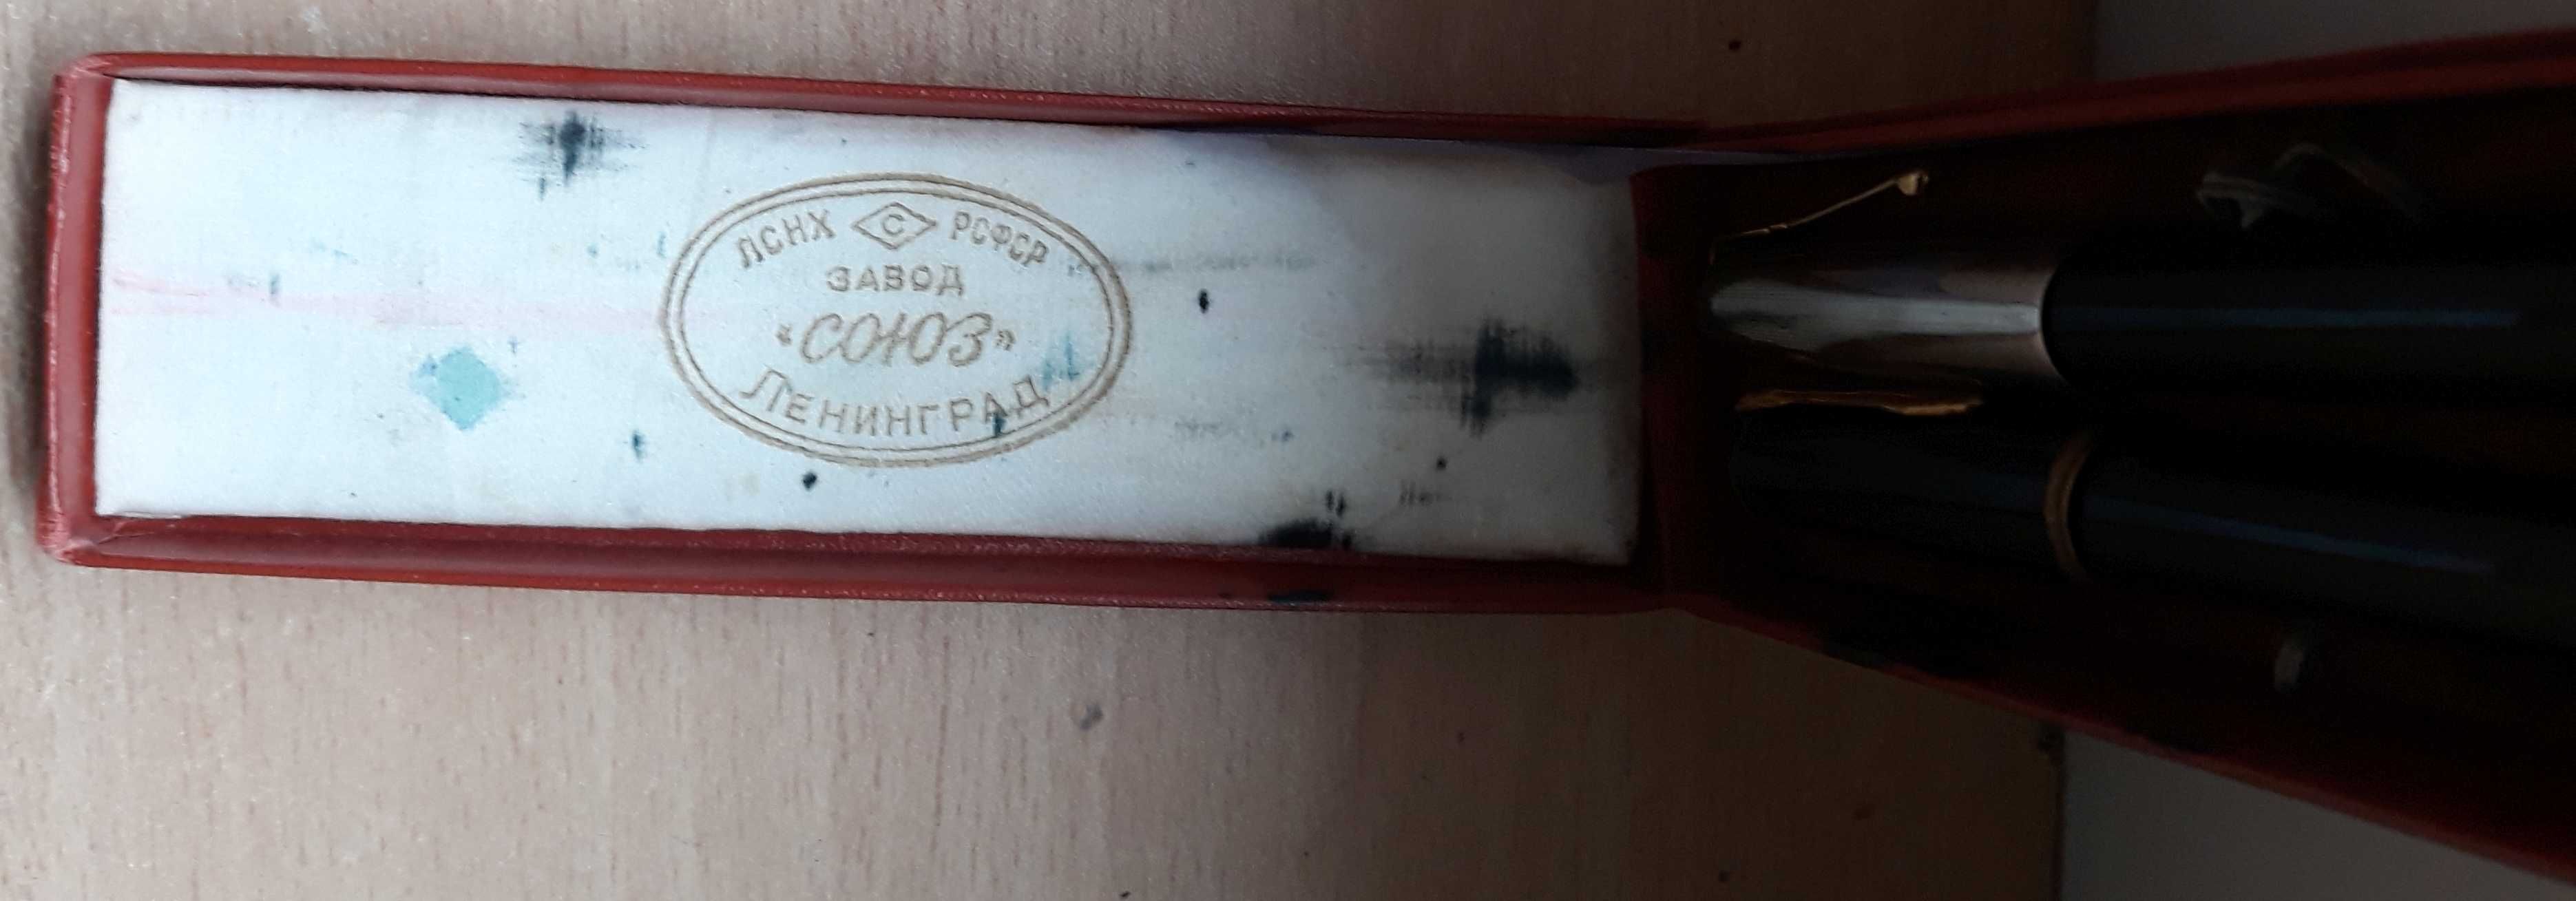 ЛСНХ С РСФСР
ЗАВОД
«СОЮЗ»
ЛЕНИНГРАД